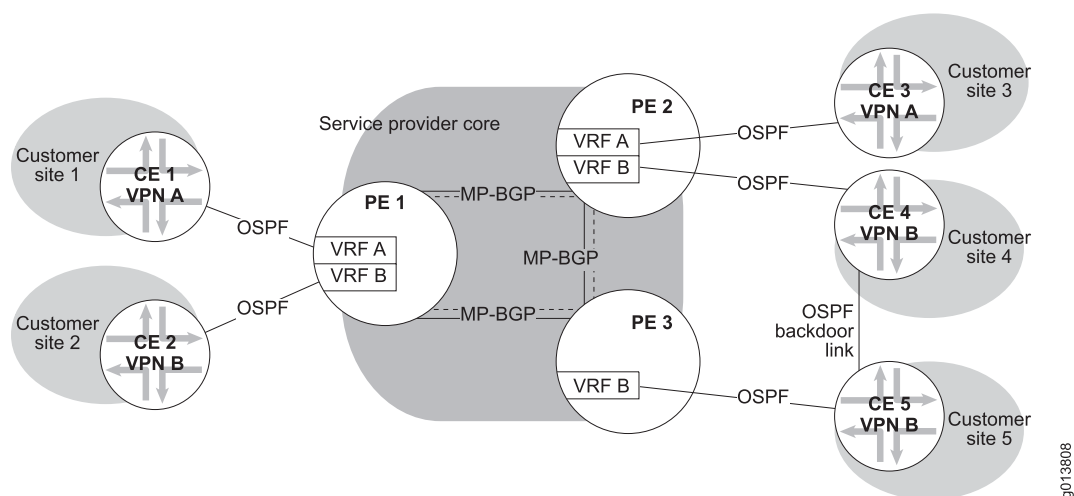 Service provider core
Customer
site 1
CE 1
VPN A
OSPF
Customer
site 2
CE 2
VPN B
OSPF
PE 1
VRF A
VRF B
MP-BGP
MP-BGP
MP-BGP
PE 2
VRF A
VRF B
PE 3
VRF B
OSPF
CE 3
VPN A
Customer
site 3
OSPF
CE 4
VPN B
Customer
site 4
OSPF
backdoor
link
OSPF
CE 5
VPN B
Customer
site 5
g013808